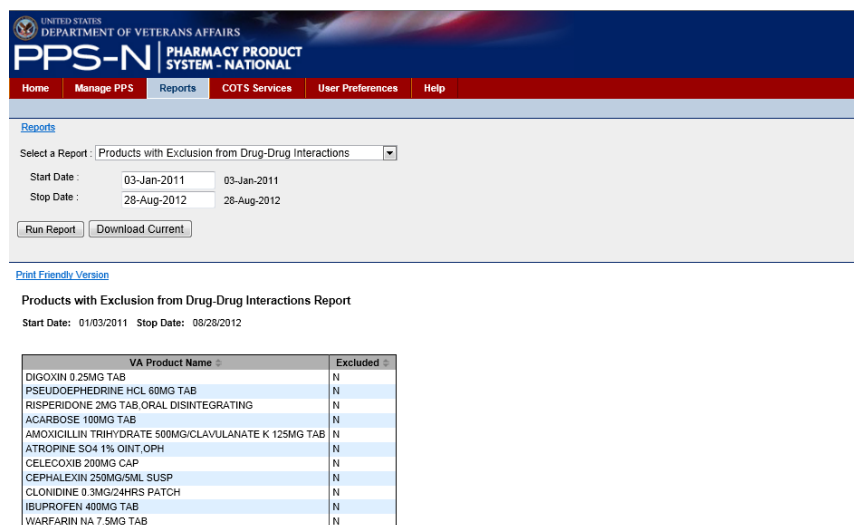 UNITED STATES
DEPARTMENT OF VETERANS AFFAIRS
PPS-N PHARMACY PRODUCT
SYSTEM - NATIONAL
Home Manage PPS Reports COTS Services User Preferences Help
Reports
Select a Report : Products with Exclusion from Drug-Drug Interactions
Start Date : 03-Jan-2011 03-Jan-2011
Stop Date : 28-Aug-2012 28-Aug-2012
Run Report Download Current
Print Friendly Version
Products with Exclusion from Drug-Drug Interactions Report
Start Date: 01/03/2011 Stop Date: 08/28/2012
VA Product Name Excluded
DIGOXIN 0.25MG TAB N
PSEUDOEPHEDRINE HCL 60MG TAB N
RISPERIDONE 2MG TAB,ORAL DISINTEGRATING N
ACARBOSE 100MG TAB N
AMOXICILLIN TRIHYDRATE 500MG/CLAVULANATE K 125MG TAB N
ATROPINE SO4 1% OINT,OPH N
CELECOXIB 200MG CAP N
CEPHALEXIN 250MG/5ML SUSP N
CLONIDINE 0.3MG/24HRS PATCH N
IBUPROFEN 400MG TAB N
WARFARIN NA 7.5MG TAB N